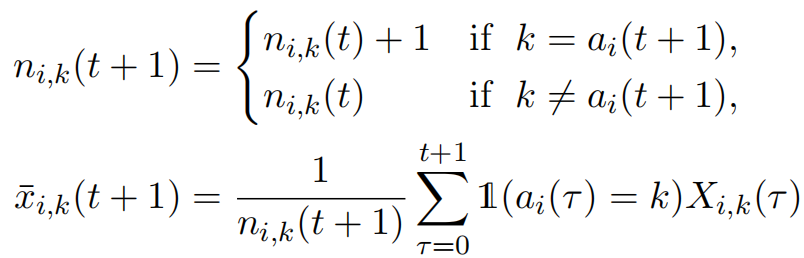 n_{i,k}(t + 1) = \begin{cases} n_{i,k}(t) + 1 & \text{if } k = a_i(t + 1), \\ n_{i,k}(t) & \text{if } k \neq a_i(t + 1), \end{cases}
\bar{x}_{i,k}(t + 1) = \frac{1}{n_{i,k}(t + 1)} \sum_{\tau=0}^{t+1} \mathbb{1}(a_i(\tau) = k) X_{i,k}(\tau)